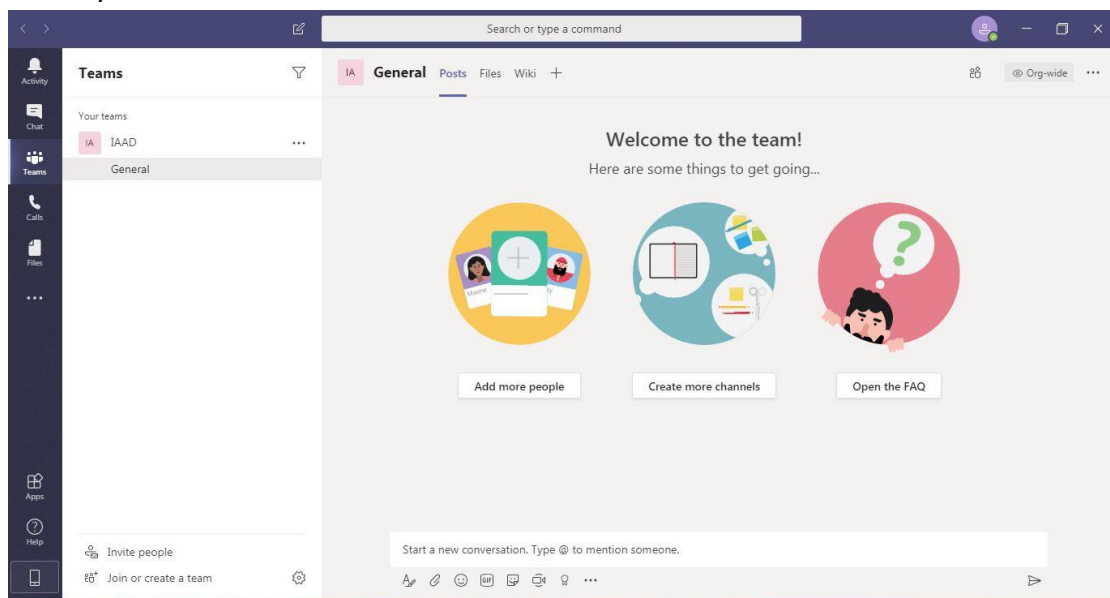 Search or type a command
Activity
Chat
Teams
Calls
Files
Apps
Help
Teams
Your teams
IA IAAD
General
Invite people
Join or create a team
IA General Posts Files Wiki
Org-wide
Welcome to the team!
Here are some things to get going...
Add more people
Create more channels
Open the FAQ
Start a new conversation. Type @ to mention someone.
GIF